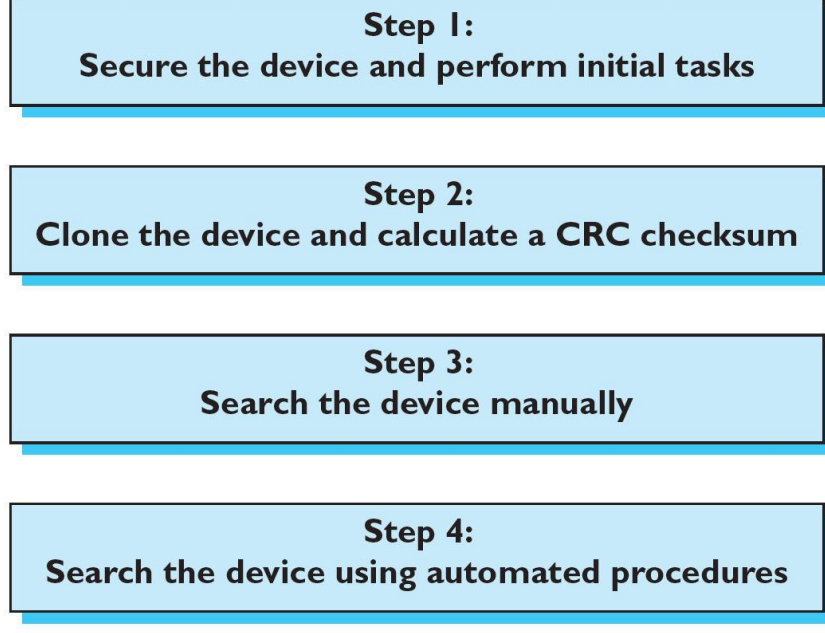 Step 1:
Secure the device and perform initial tasks
Step 2:
Clone the device and calculate a CRC checksum
Step 3:
Search the device manually
Step 4:
Search the device using automated procedures